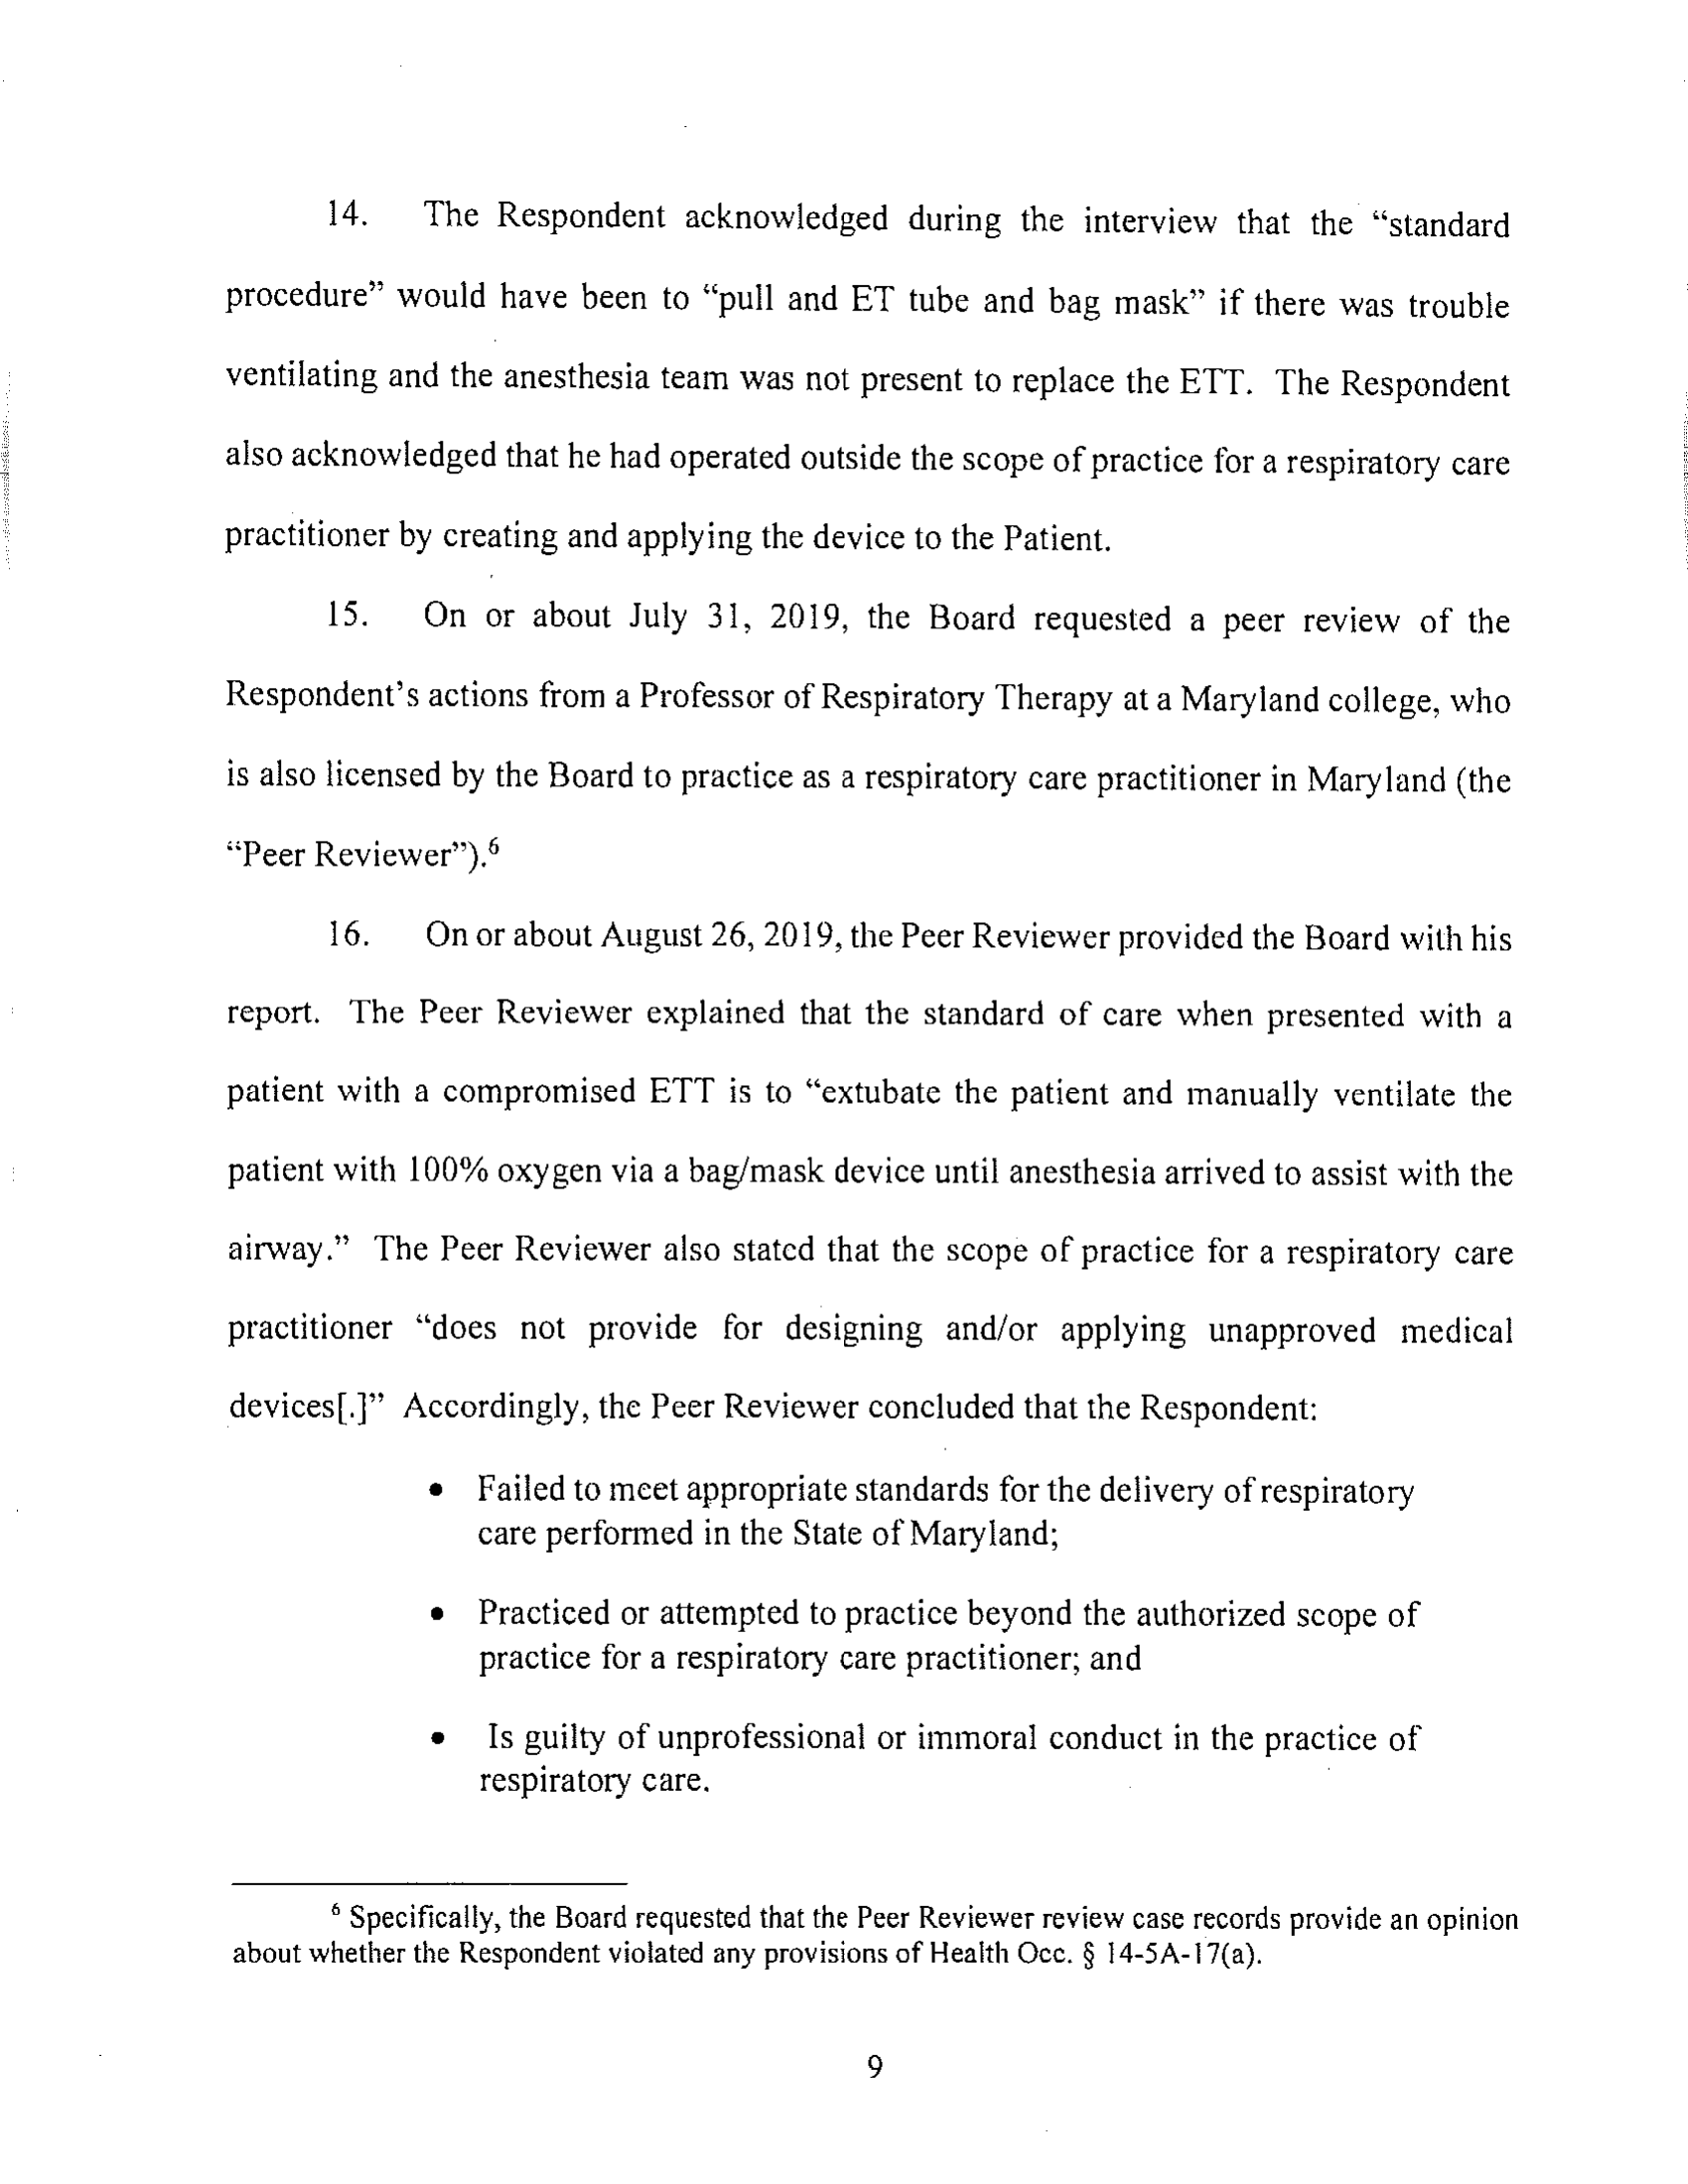 14. The Respondent acknowledged during the interview that the “standard
procedure” would have been to “pull and ET tube and bag mask” if there was trouble
ventilating and the anesthesia team was not present to replace the ETT. The Respondent
also acknowledged that he had operated outside the scope of practice for a respiratory care
practitioner by creating and applying the device to the Patient.
15. On or about July 31, 2019, the Board requested a peer review of the
Respondent’s actions from a Professor of Respiratory Therapy at a Maryland college, who
is also licensed by the Board to practice as a respiratory care practitioner in Maryland (the
“Peer Reviewer”).⁶
16. On or about August 26, 2019, the Peer Reviewer provided the Board with his
report. The Peer Reviewer explained that the standard of care when presented with a
patient with a compromised ETT is to “extubate the patient and manually ventilate the
patient with 100% oxygen via a bag/mask device until anesthesia arrived to assist with the
airway.” The Peer Reviewer also stated that the scope of practice for a respiratory care
practitioner “does not provide for designing and/or applying unapproved medical
devices[.]” Accordingly, the Peer Reviewer concluded that the Respondent:
• Failed to meet appropriate standards for the delivery of respiratory
care performed in the State of Maryland;
• Practiced or attempted to practice beyond the authorized scope of
practice for a respiratory care practitioner; and
• Is guilty of unprofessional or immoral conduct in the practice of
respiratory care.
⁶ Specifically, the Board requested that the Peer Reviewer review case records provide an opinion
about whether the Respondent violated any provisions of Health Occ. § 14-5A-17(a).
9